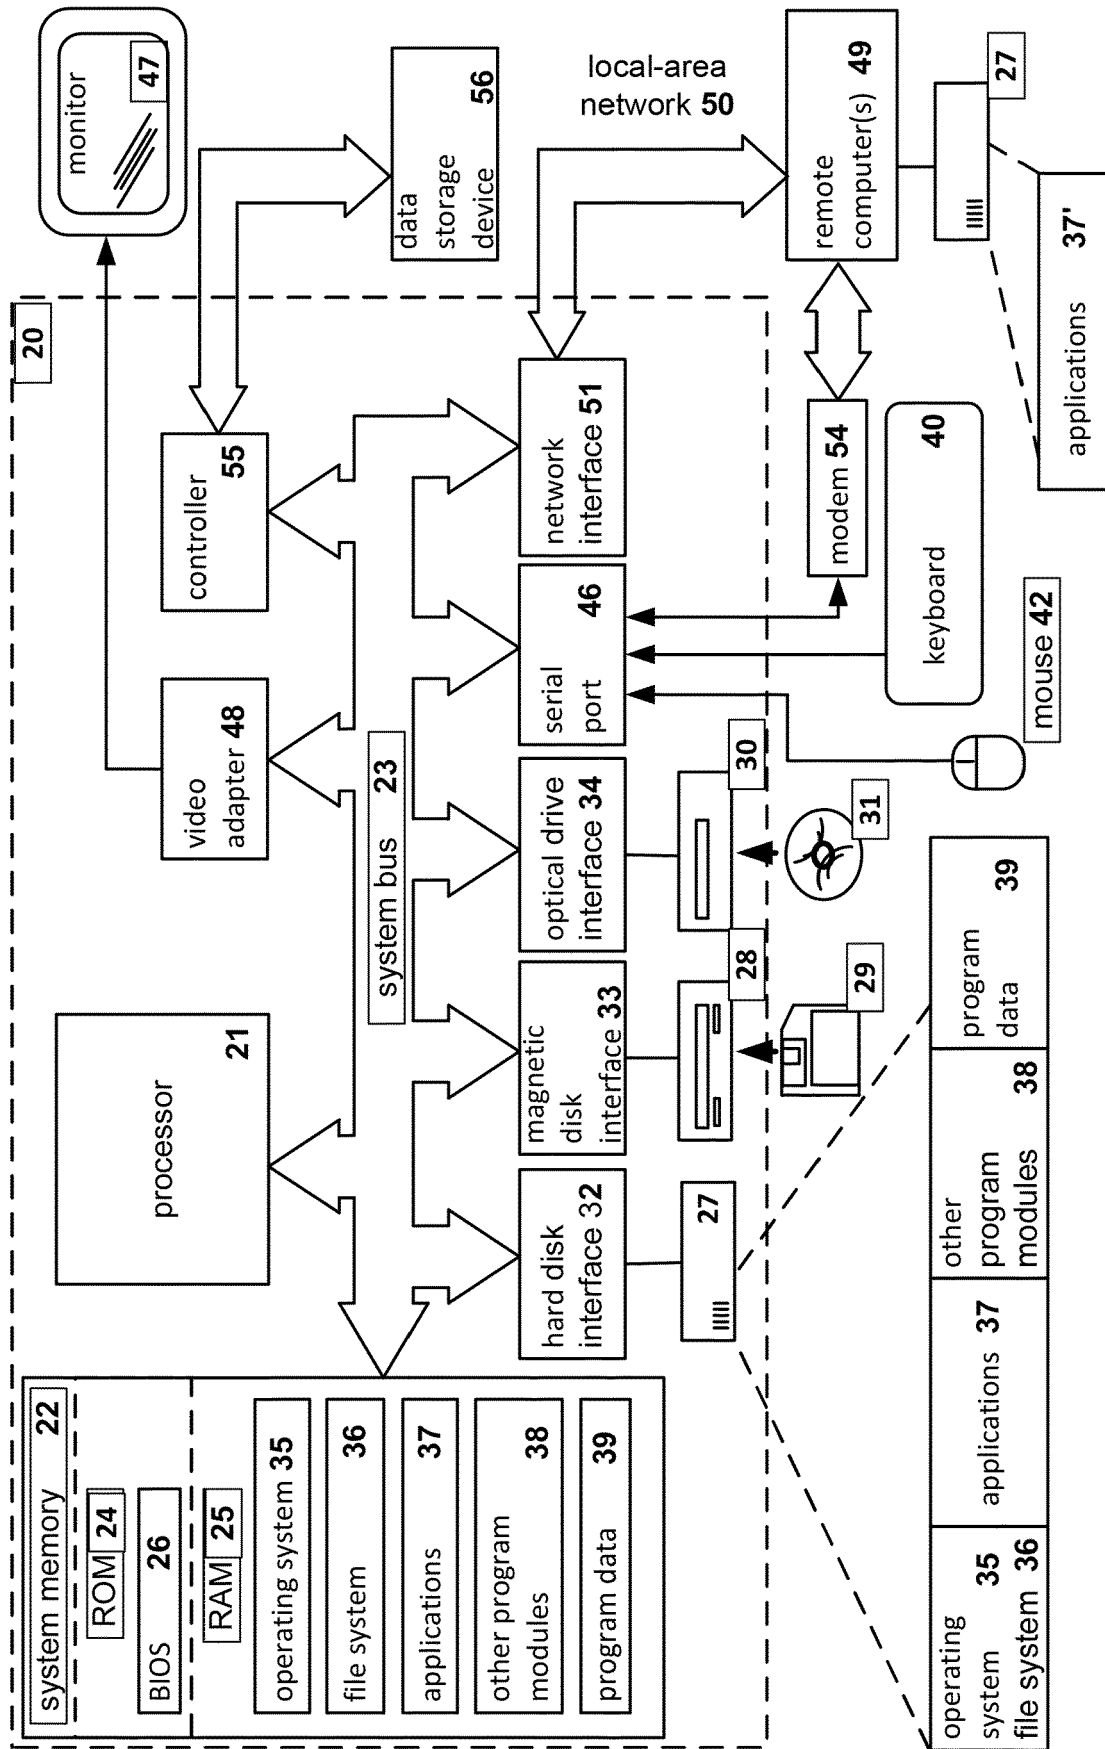 system memory 22
ROM 24
BIOS 26
RAM 25
operating system 35
file system 36
applications 37
other program 38
modules
program data 39
processor
21
video
adapter 48
controller
55
20
monitor
47
system bus 23
data
storage
device
56
local-area
network 50
hard disk
interface 32
magnetic
disk
interface 33
optical drive
interface 34
serial
port
46
network
interface 51
27
28
30
29
31
modem 54
remote
computer(s) 49
27
keyboard
40
mouse 42
applications 37'
operating
system 35
file system 36
applications 37
other
program
modules 38
program
data
39